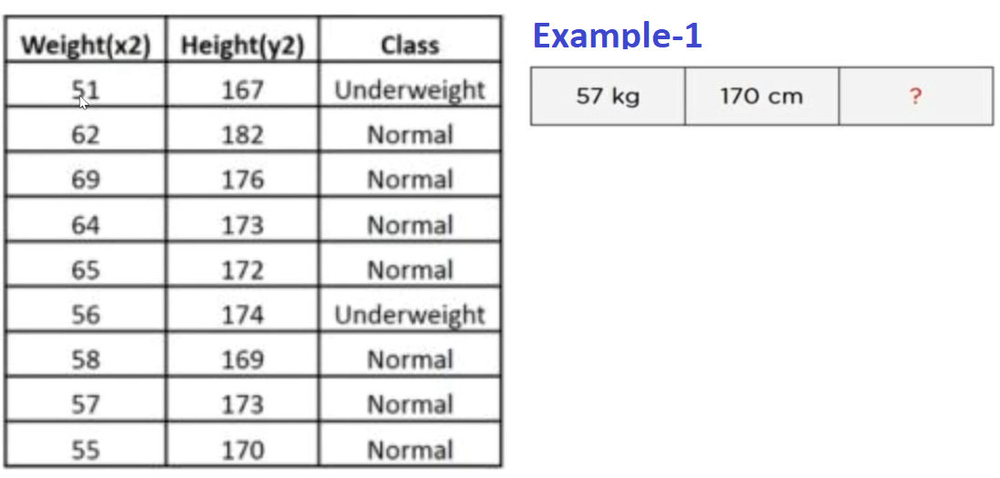 Weight(x2) Height(y2) Class
51 167 Underweight
62 182 Normal
69 176 Normal
64 173 Normal
65 172 Normal
56 174 Underweight
58 169 Normal
57 173 Normal
55 170 Normal
Example-1
57 kg 170 cm ?